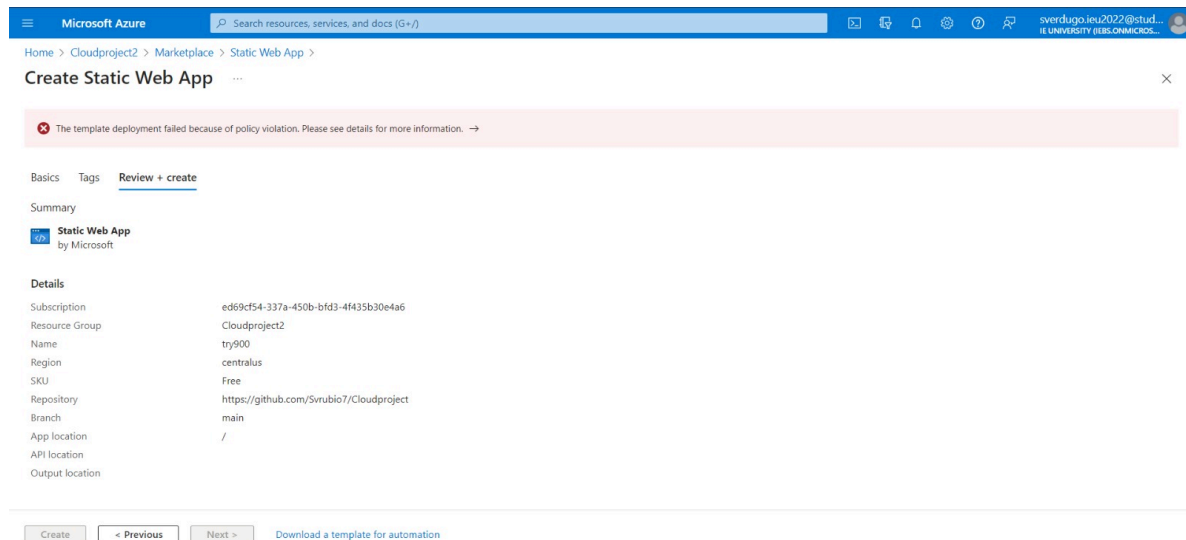 Microsoft Azure
Search resources, services, and docs (G+/)
sverdugo.ieu2022@stud...
IE UNIVERSITY (IEBS.ONMICROS...
Home > Cloudproject2 > Marketplace > Static Web App >
Create Static Web App ...
The template deployment failed because of policy violation. Please see details for more information. →
Basics Tags Review + create
Summary
Static Web App
by Microsoft
Details
Subscription ed69cf54-337a-450b-bfd3-4f435b30e4a6
Resource Group Cloudproject2
Name try900
Region centralus
SKU Free
Repository https://github.com/Svrubio7/Cloudproject
Branch main
App location /
API location
Output location
Create < Previous Next > Download a template for automation